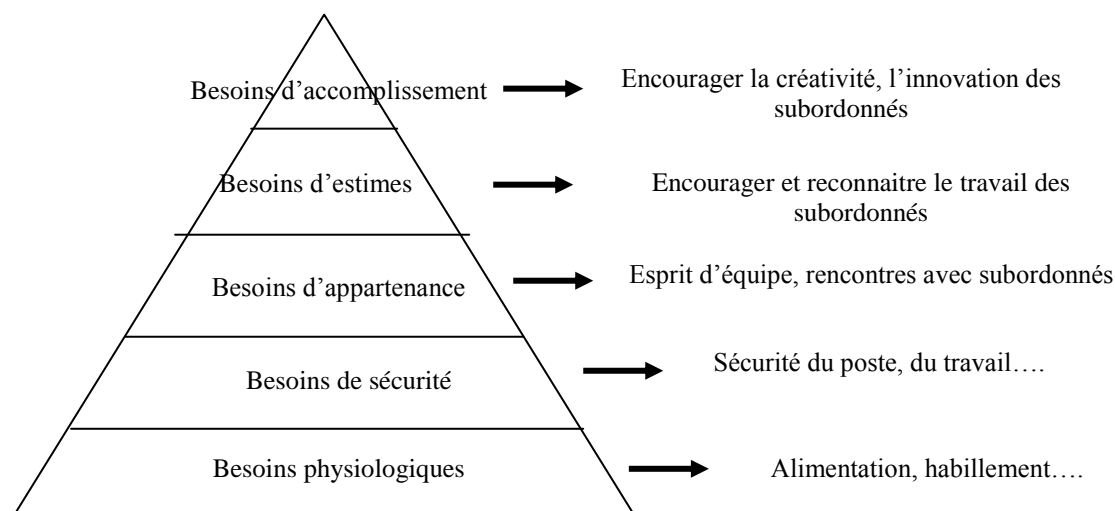 Besoins d’accomplissement
Encourager la créativité, l’innovation des
subordonnés
Besoins d’estimes
Encourager et reconnaitre le travail des
subordonnés
Besoins d’appartenance
Esprit d’équipe, rencontres avec subordonnés
Besoins de sécurité
Sécurité du poste, du travail….
Besoins physiologiques
Alimentation, habillement….